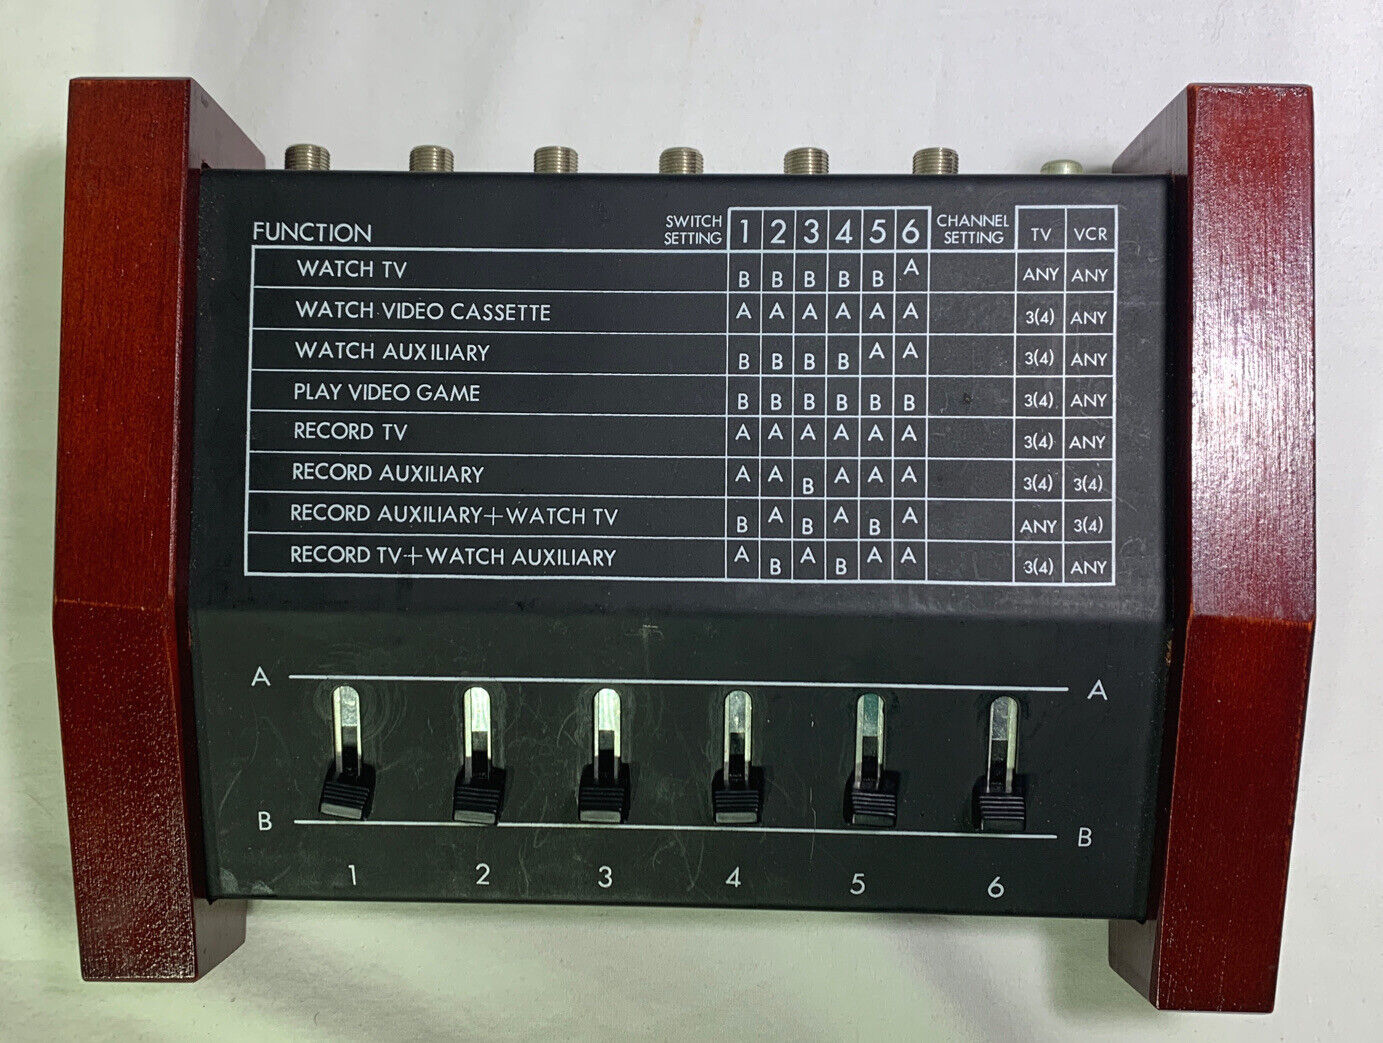 FUNCTION SWITCH SETTING 1 2 3 4 5 6 CHANNEL SETTING TV VCR
WATCH TV B B B B B A ANY ANY
WATCH VIDEO CASSETTE A A A A A A 3(4) ANY
WATCH AUXILIARY B B B B A A 3(4) ANY
PLAY VIDEO GAME B B B B B B 3(4) ANY
RECORD TV A A A A A A 3(4) ANY
RECORD AUXILIARY A A B A A A 3(4) 3(4)
RECORD AUXILIARY+WATCH TV B A B A B A ANY 3(4)
RECORD TV+WATCH AUXILIARY A B A B A A 3(4) ANY
A A
B B
1 2 3 4 5 6